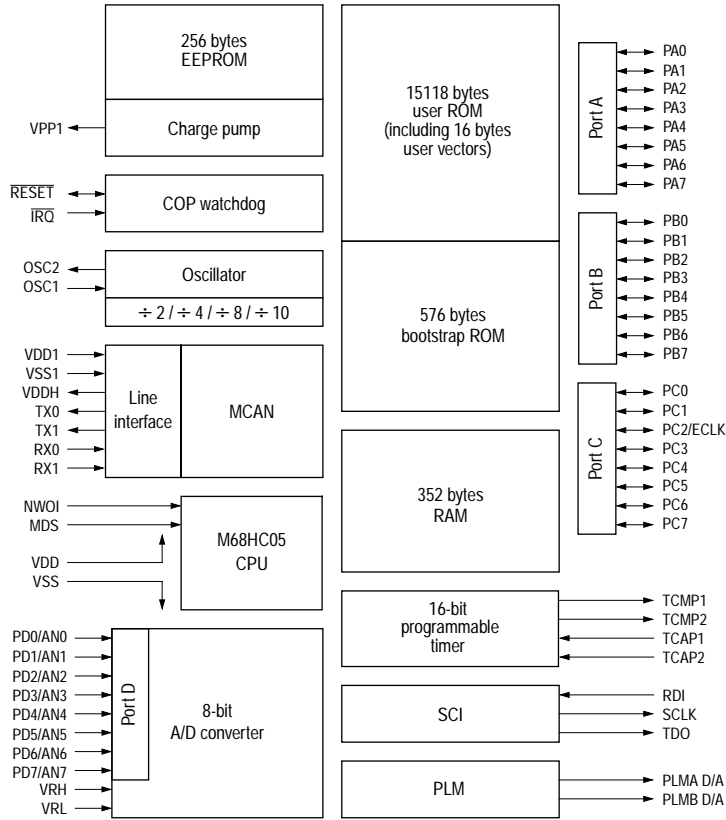 256 bytes
EEPROM
Charge pump
VPP1
RESET
IRQ
COP watchdog
OSC2
OSC1
Oscillator
÷ 2 / ÷ 4 / ÷ 8 / ÷ 10
VDD1
VSS1
VDDH
TX0
TX1
RX0
RX1
Line
interface
MCAN
NWOI
MDS
VDD
VSS
M68HC05
CPU
PD0/AN0
PD1/AN1
PD2/AN2
PD3/AN3
PD4/AN4
PD5/AN5
PD6/AN6
PD7/AN7
VRH
VRL
Port D
8-bit
A/D converter
15118 bytes
user ROM
(including 16 bytes
user vectors)
576 bytes
bootstrap ROM
352 bytes
RAM
16-bit
programmable
timer
SCI
PLM
Port A
PA0
PA1
PA2
PA3
PA4
PA5
PA6
PA7
Port B
PB0
PB1
PB2
PB3
PB4
PB5
PB6
PB7
Port C
PC0
PC1
PC2/ECLK
PC3
PC4
PC5
PC6
PC7
TCMP1
TCMP2
TCAP1
TCAP2
RDI
SCLK
TDO
PLMA D/A
PLMB D/A